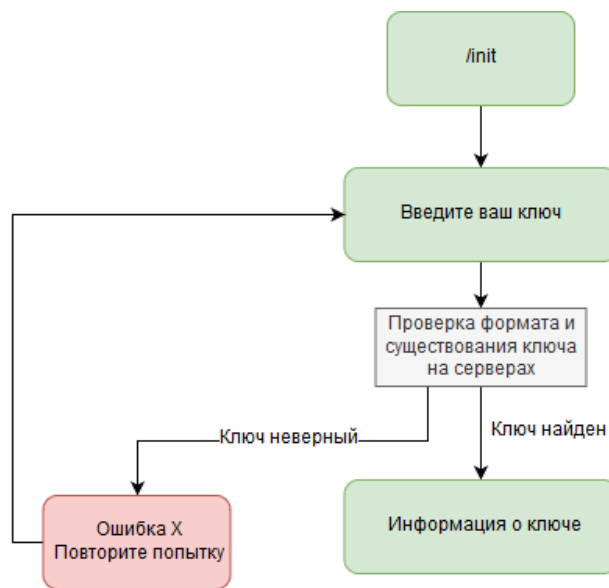 /init
Введите ваш ключ
Проверка формата и
существования ключа
на серверах
Ключ неверный
Ключ найден
Ошибка X
Повторите попытку
Информация о ключе